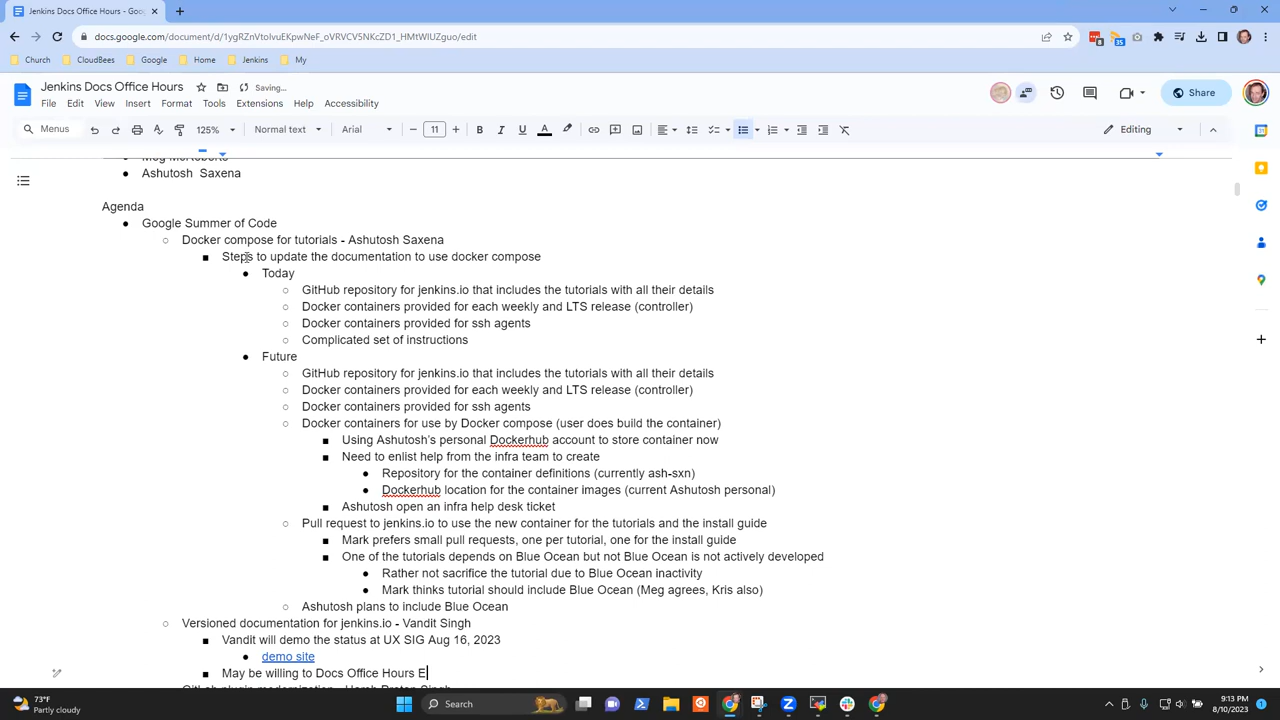 Jenkins Docs Office Hours - Goo
docs.google.com/document/d/1ygRZnVtoIvuEKpwNeF_oVRVCV5NKcZD1_HMtWlUZguo/edit
8
35
Church
CloudBees
Google
Home
Jenkins
My
Jenkins Docs Office Hours
Saving...
File Edit View Insert Format Tools Extensions Help Accessibility
Share
Menus
125%
Normal text
Arial
11
Editing
Ashutosh Saxena
Agenda
Google Summer of Code
Docker compose for tutorials - Ashutosh Saxena
Steps to update the documentation to use docker compose
Today
GitHub repository for jenkins.io that includes the tutorials with all their details
Docker containers provided for each weekly and LTS release (controller)
Docker containers provided for ssh agents
Complicated set of instructions
Future
GitHub repository for jenkins.io that includes the tutorials with all their details
Docker containers provided for each weekly and LTS release (controller)
Docker containers provided for ssh agents
Docker containers for use by Docker compose (user does build the container)
Using Ashutosh's personal Dockerhub account to store container now
Need to enlist help from the infra team to create
Repository for the container definitions (currently ash-sxn)
Dockerhub location for the container images (current Ashutosh personal)
Ashutosh open an infra help desk ticket
Pull request to jenkins.io to use the new container for the tutorials and the install guide
Mark prefers small pull requests, one per tutorial, one for the install guide
One of the tutorials depends on Blue Ocean but not Blue Ocean is not actively developed
Rather not sacrifice the tutorial due to Blue Ocean inactivity
Mark thinks tutorial should include Blue Ocean (Meg agrees, Kris also)
Ashutosh plans to include Blue Ocean
Versioned documentation for jenkins.io - Vandit Singh
Vandit will demo the status at UX SIG Aug 16, 2023
demo site
May be willing to Docs Office Hours E
73°F
Partly cloudy
Search
9:13 PM
8/10/2023